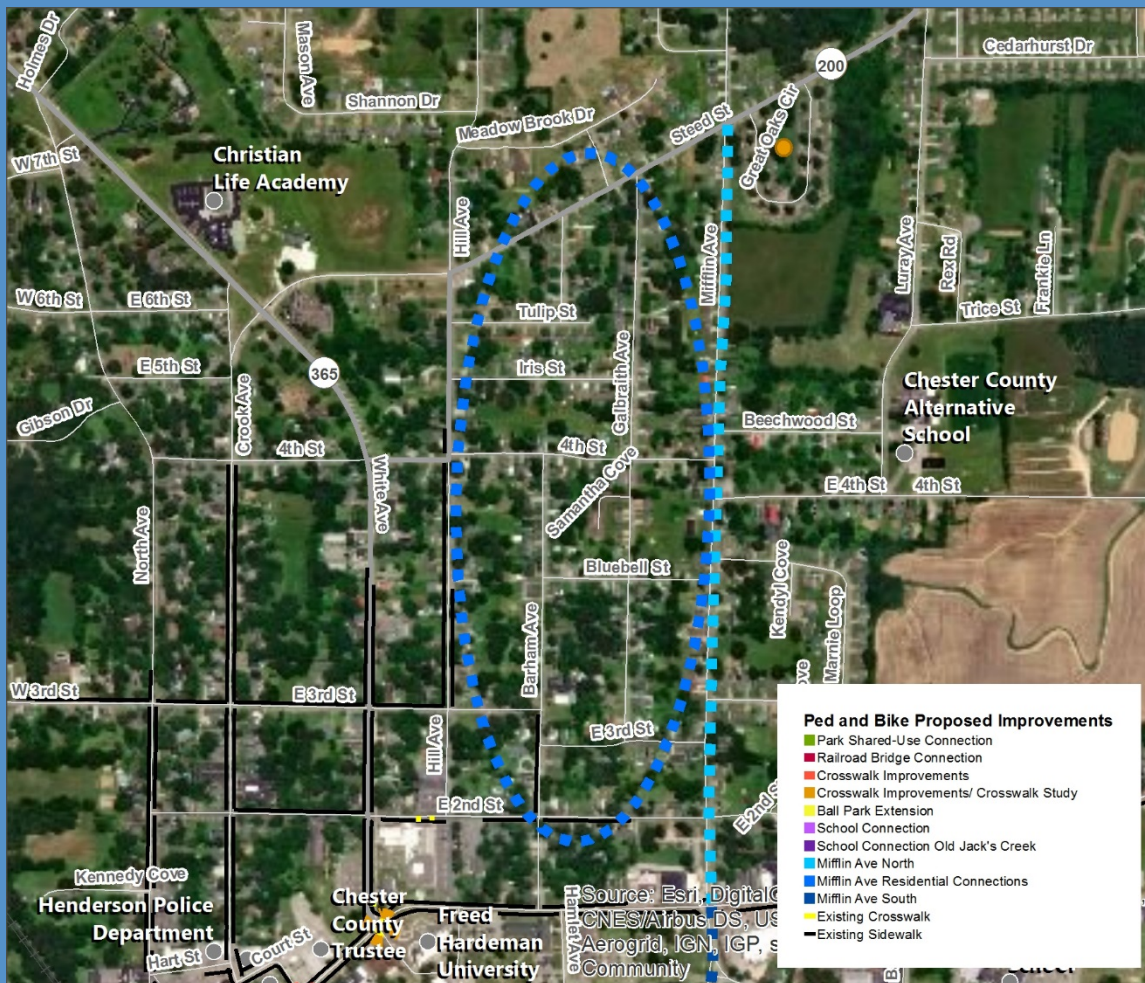 Holmes Dr
Mason Ave
Cedarhurst Dr
200
Shannon Dr
Meadow Brook Dr
Steed St
Great Oaks Cir
W 7th St
Christian
Life Academy
Hill Ave
Mifflin Ave
Luray Ave
Rex Rd
Frankie Ln
W 6th St
E 6th St
Tulip St
Trice St
E 5th St
Iris St
365
Galbraith Ave
Gibson Dr
Crook Ave
Chester County
Alternative
School
Beechwood St
4th St
White Ave
4th St
Samantha Cove
E 4th St
4th St
North Ave
Bluebell St
Kendyl Cove
Marnie Loop
Barham Ave
W 3rd St
E 3rd St
Hill Ave
E 3rd St
E 2nd St
E 2nd St
Ped and Bike Proposed Improvements
Park Shared-Use Connection
Railroad Bridge Connection
Crosswalk Improvements
Crosswalk Improvements/ Crosswalk Study
Ball Park Extension
School Connection
School Connection Old Jack's Creek
Mifflin Ave North
Mifflin Ave Residential Connections
Mifflin Ave South
Existing Crosswalk
Existing Sidewalk
Kennedy Cove
Henderson Police
Department
Hart St
Court St
Chester
County
Trustee
Freed
Hardeman
University
Hamlet Ave
Source: Esri,
CNES/Airbus DS,
Aerogrid, IGN, IGP,
Community